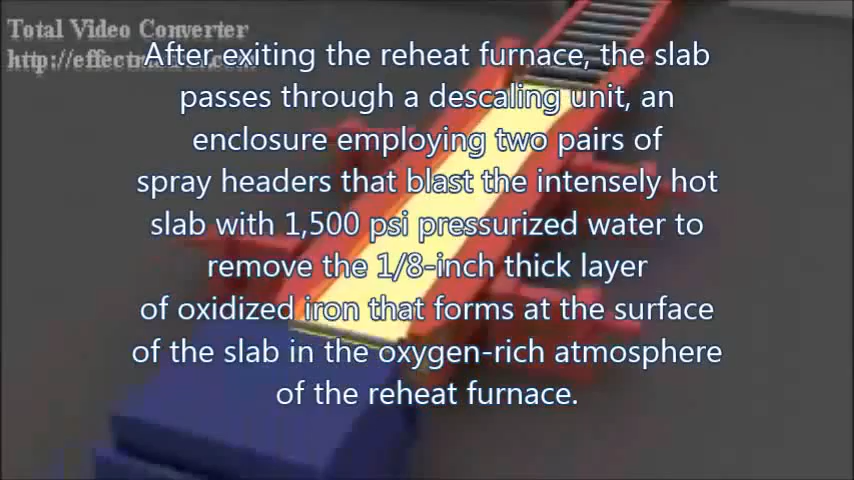 Total Video Converter
http://effect
After exiting the reheat furnace, the slab
passes through a descaling unit, an
enclosure employing two pairs of
spray headers that blast the intensely hot
slab with 1,500 psi pressurized water to
remove the 1/8-inch thick layer
of oxidized iron that forms at the surface
of the slab in the oxygen-rich atmosphere
of the reheat furnace.